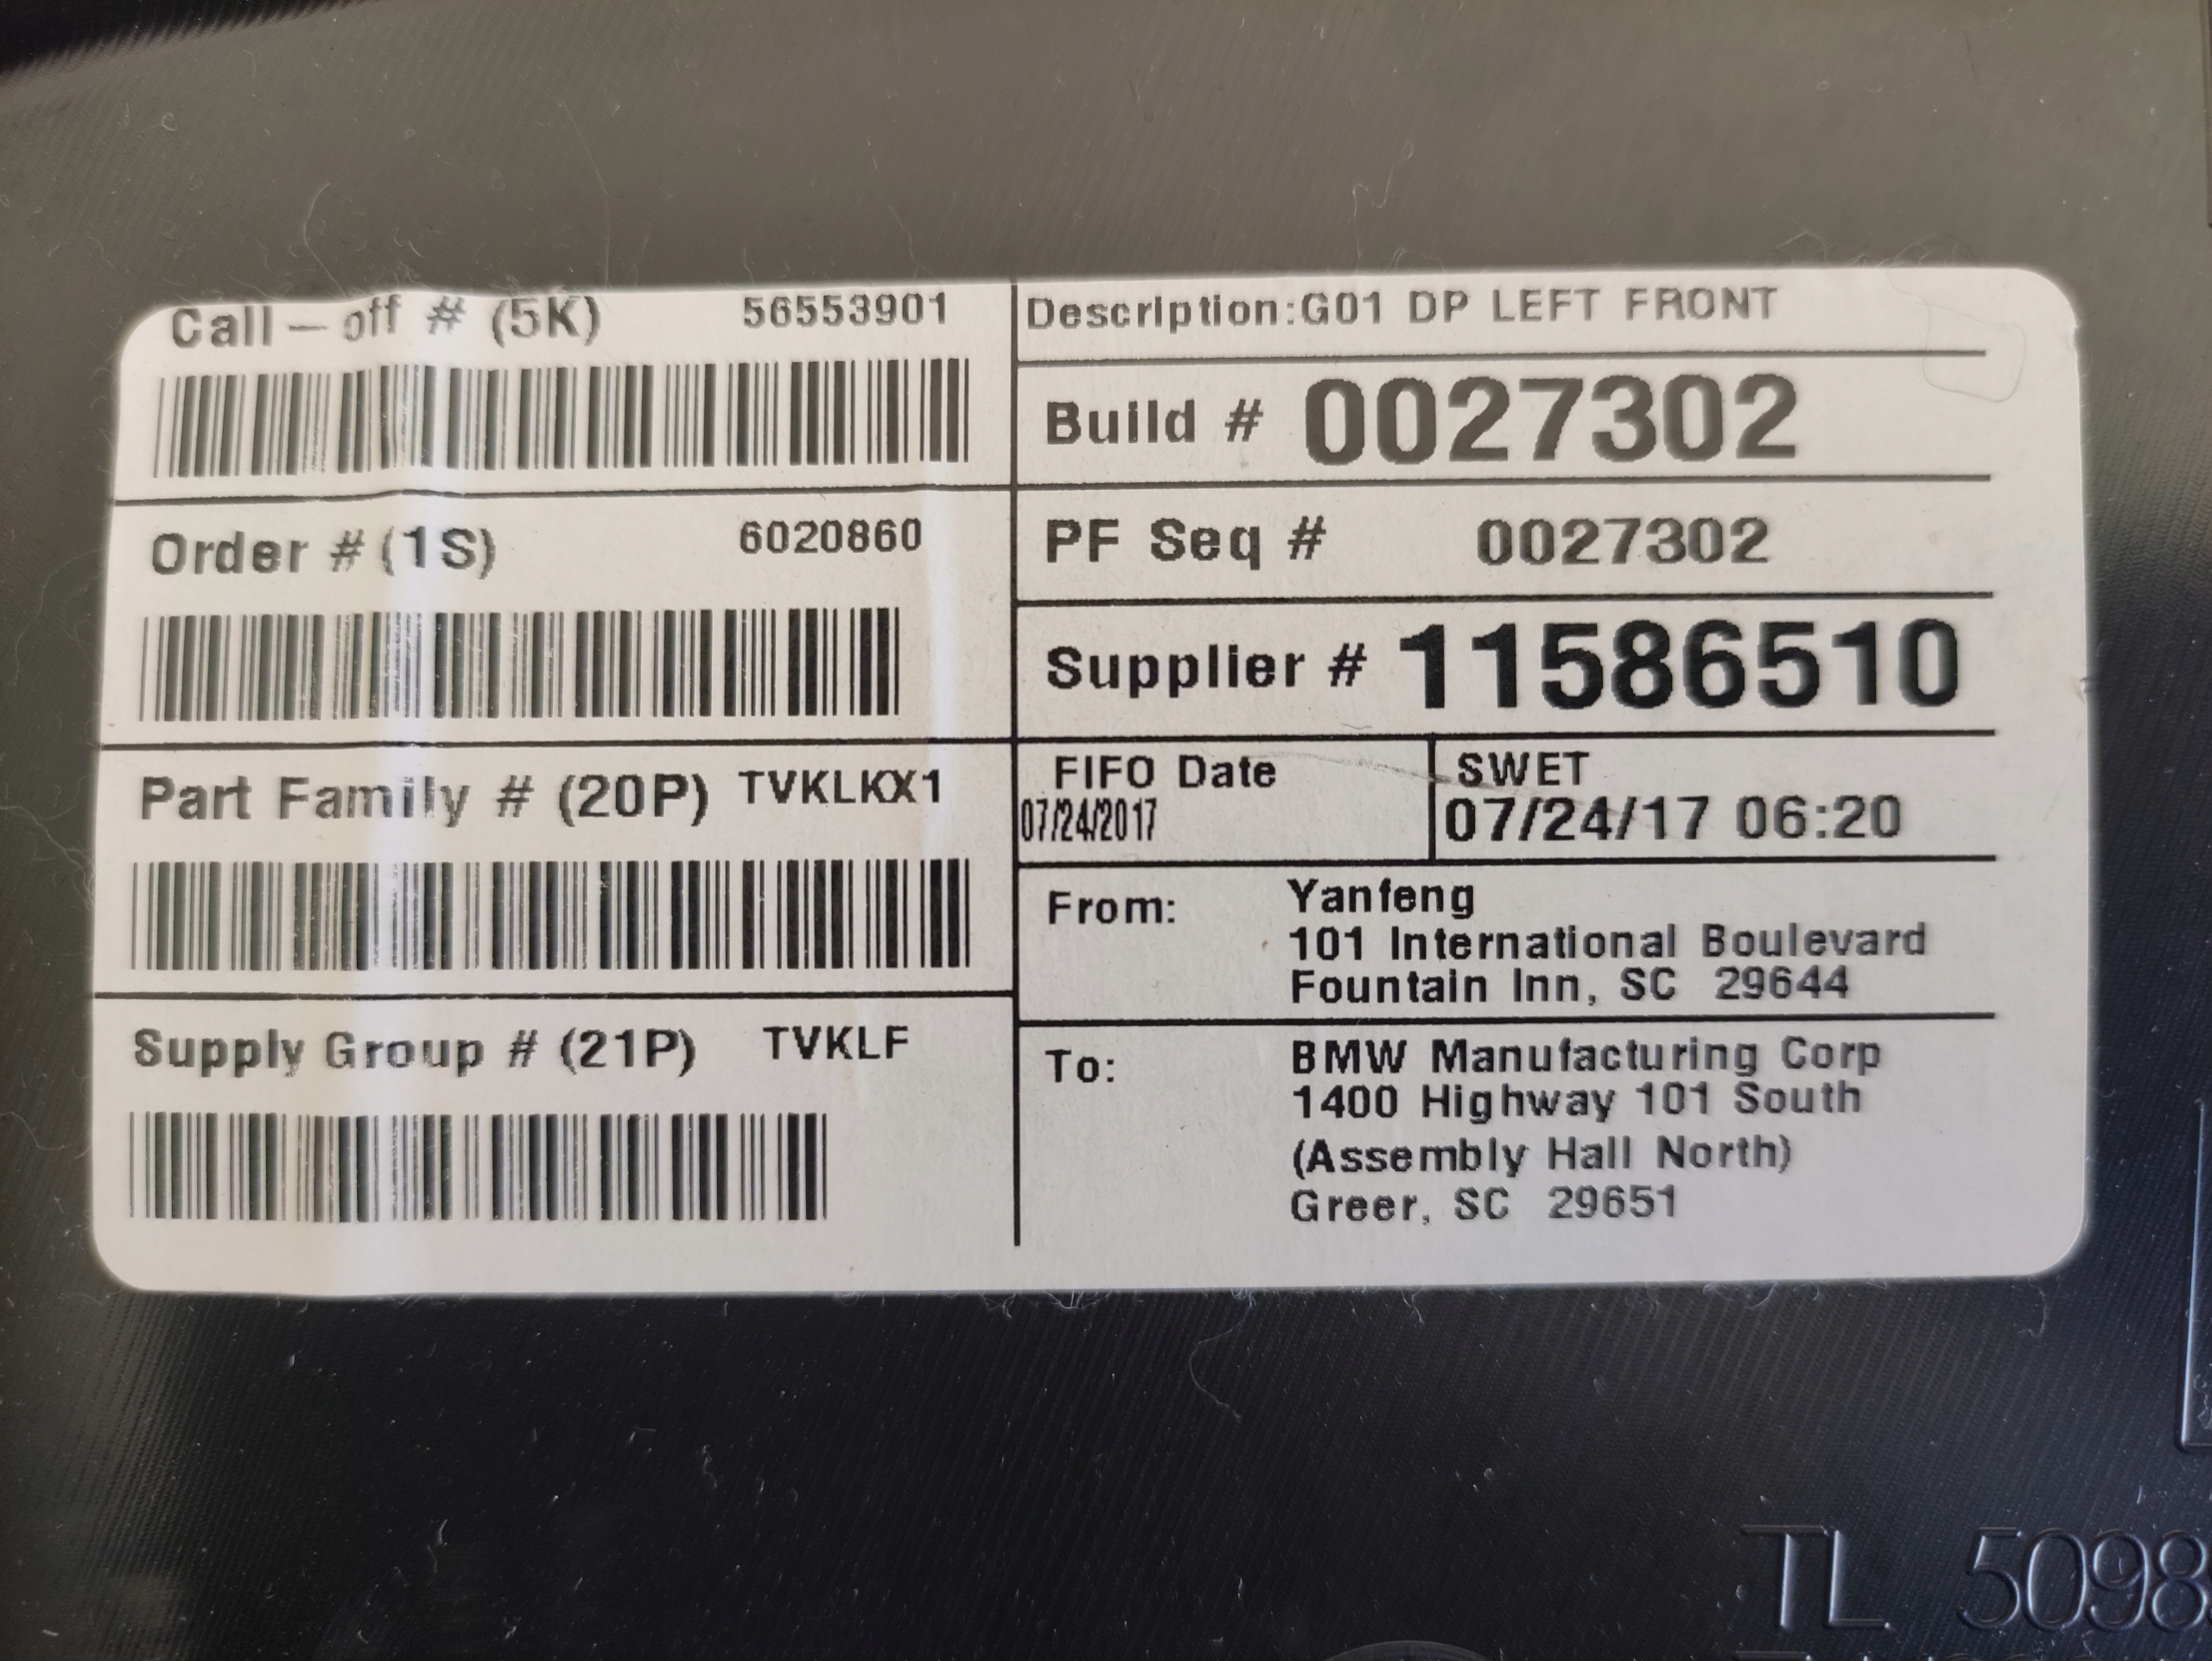 Call-off # (5K) 56553901
Order # (1S) 6020860
Part Family # (20P) TVKLKX1
Supply Group # (21P) TVKLF
Description:G01 DP LEFT FRONT
Build # 0027302
PF Seq # 0027302
Supplier # 11586510
FIFO Date
07/24/2017
SWET
07/24/17 06:20
From: Yanfeng
101 International Boulevard
Fountain Inn, SC 29644
To: BMW Manufacturing Corp
1400 Highway 101 South
(Assembly Hall North)
Greer, SC 29651
TL 5098